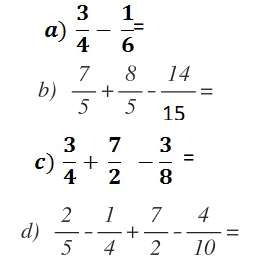 a) 3/4 − 1/6 =
b) 7/5 + 8/5 - 14/15 =
c) 3/4 + 7/2 − 3/8 =
d) 2/5 - 1/4 + 7/2 - 4/10 =